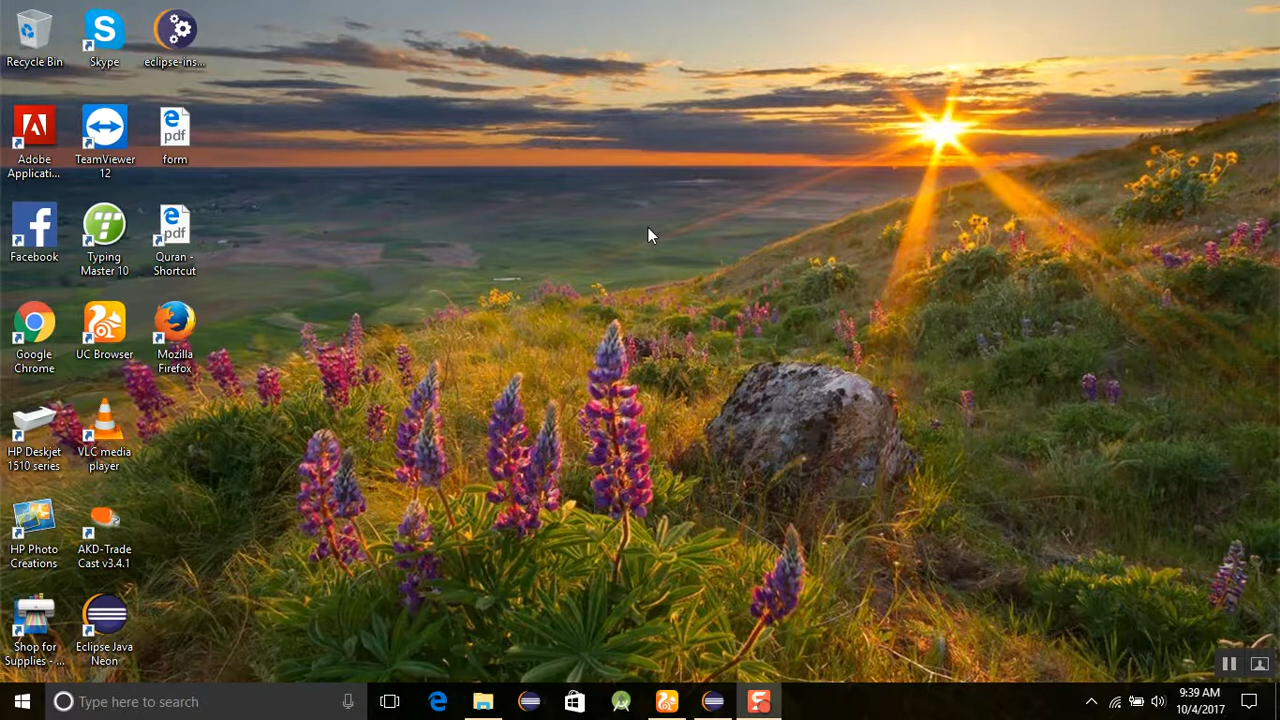 Recycle Bin
Skype
eclipse-ins...
Adobe
Applicati...
TeamViewer
12
pdf
form
Facebook
Typing
Master 10
pdf
Quran -
Shortcut
Google
Chrome
UC Browser
Mozilla
Firefox
HP Deskjet
1510 series
VLC media
player
HP Photo
Creations
AKD-Trade
Cast v3.4.1
Shop for
Supplies - ...
Eclipse Java
Neon
Type here to search
9:39 AM
10/4/2017